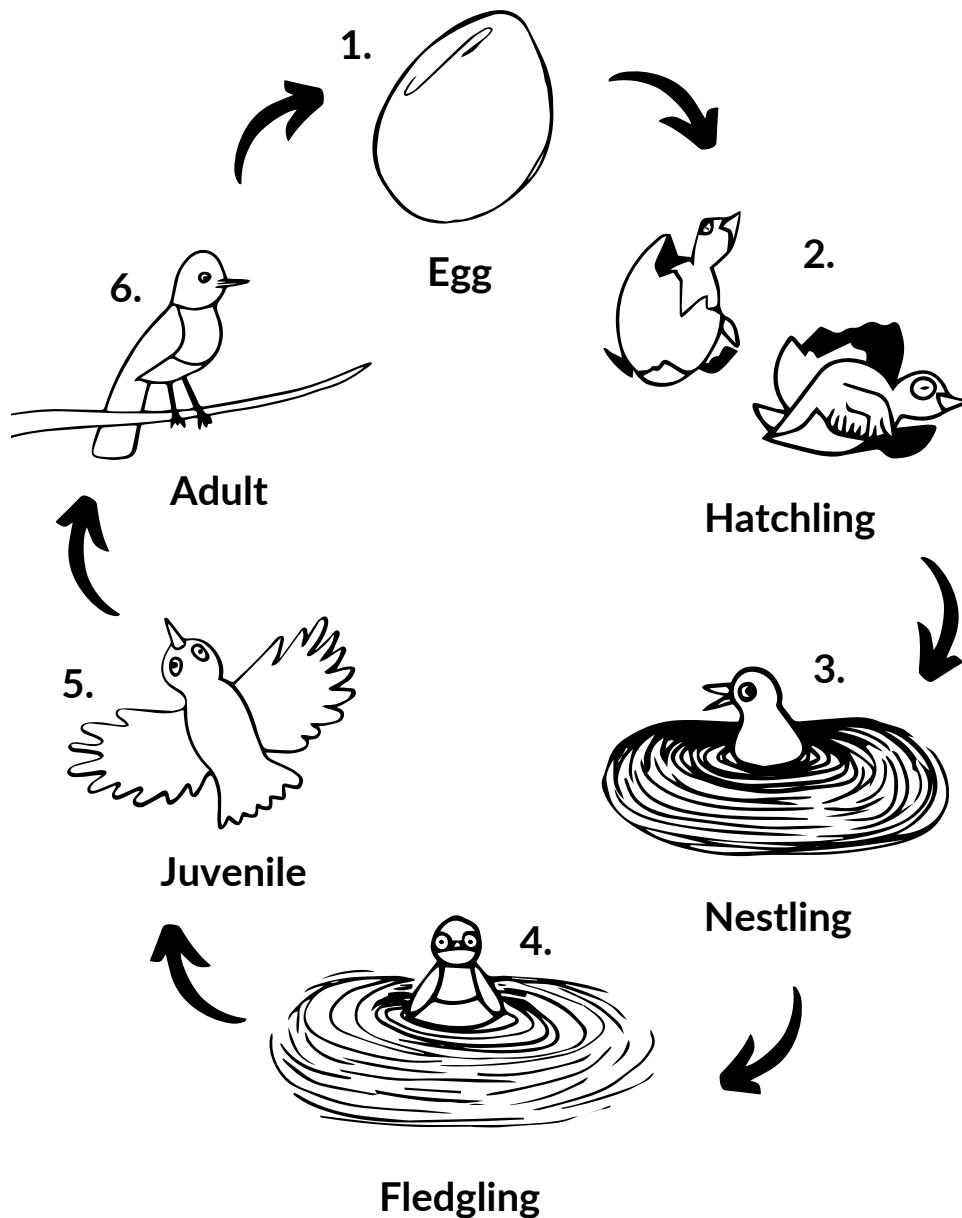 1.
Egg
2.
Hatchling
3.
Nestling
4.
Fledgling
5.
Juvenile
6.
Adult